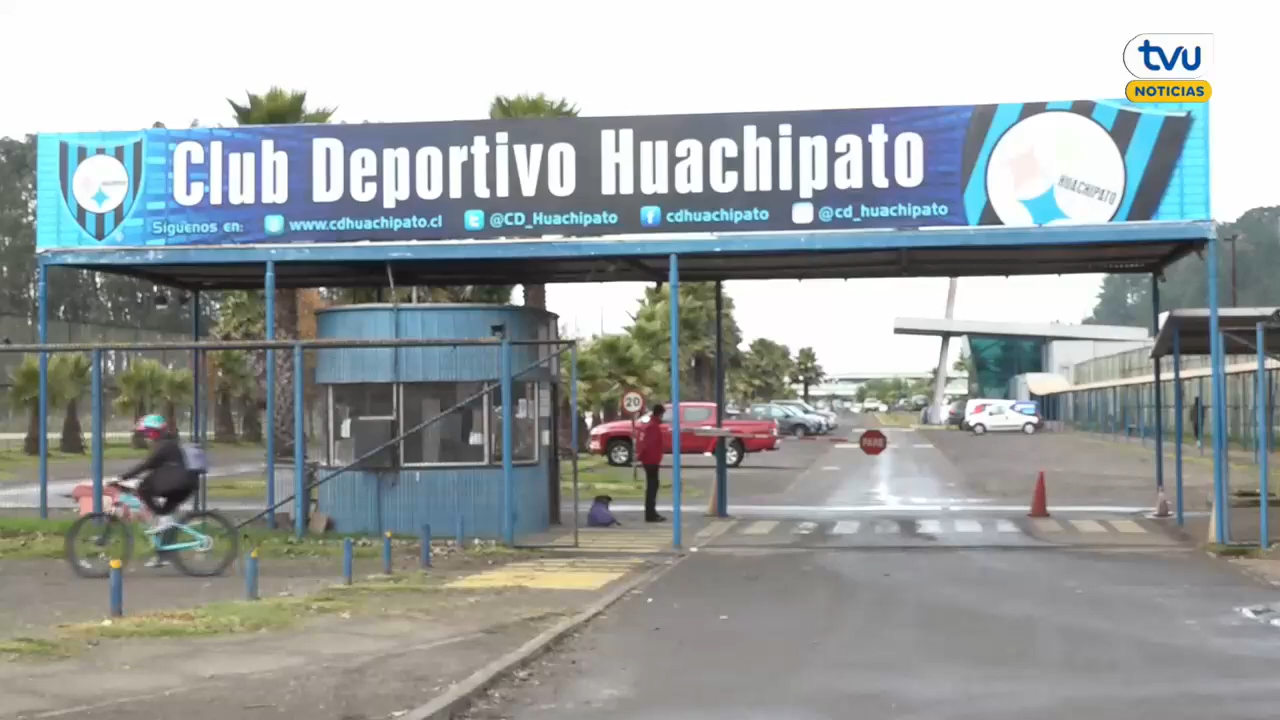 tvu
NOTICIAS
Club Deportivo Huachipato
HUACHIPATO
Síguenos en: www.cdhuachipato.cl @CD_Huachipato cdhuachipato @cd_huachipato
20
PARE